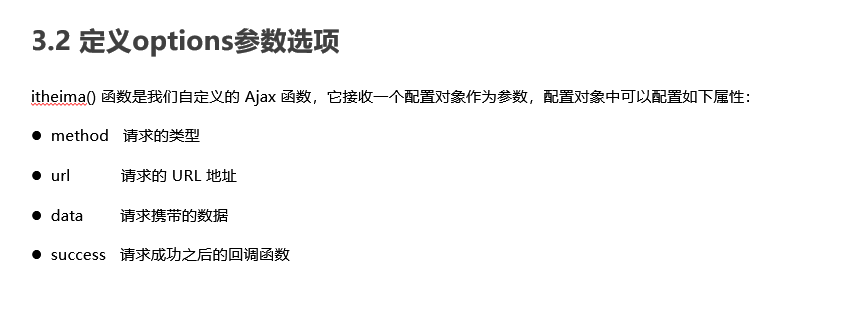 3.2 定义options参数选项
itheima() 函数是我们自定义的 Ajax 函数，它接收一个配置对象作为参数，配置对象中可以配置如下属性：
● method 请求的类型
● url 请求的 URL 地址
● data 请求携带的数据
● success 请求成功之后的回调函数